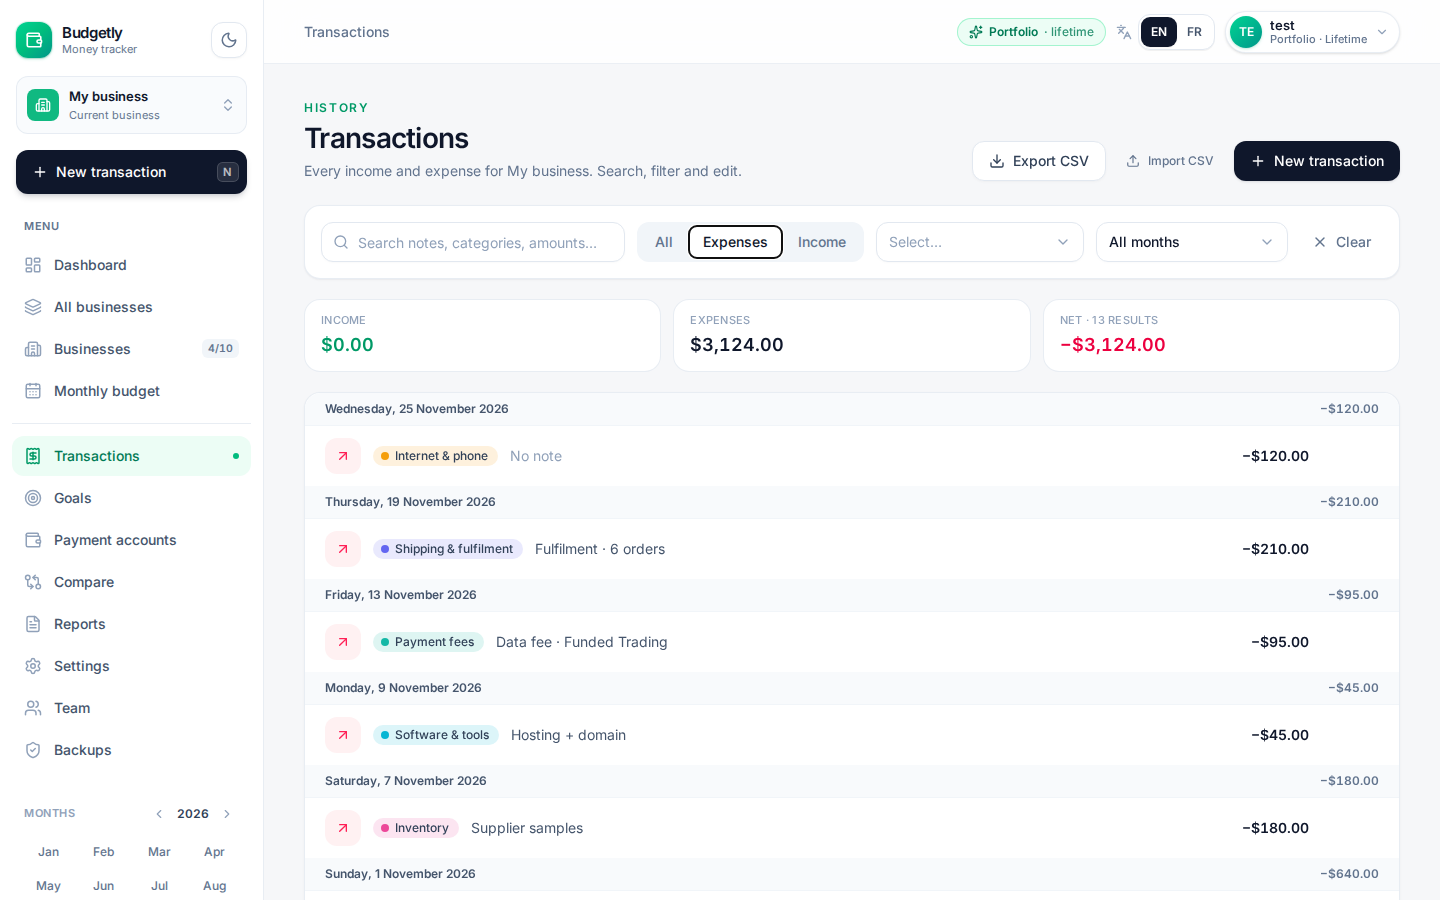 Budgetly
Money tracker
My business
Current business
New transaction N
MENU
Dashboard
All businesses
Businesses 4/10
Monthly budget
Transactions
Goals
Payment accounts
Compare
Reports
Settings
Team
Backups
MONTHS 2026
Jan Feb Mar Apr
May Jun Jul Aug
Transactions
Portfolio · lifetime
EN FR
TE
test
Portfolio · Lifetime
HISTORY
Transactions
Every income and expense for My business. Search, filter and edit.
Export CSV Import CSV New transaction
Search notes, categories, amounts... All Expenses Income Select... All months Clear
INCOME
$0.00
EXPENSES
$3,124.00
NET · 13 RESULTS
−$3,124.00
Wednesday, 25 November 2026 −$120.00
Internet & phone No note −$120.00
Thursday, 19 November 2026 −$210.00
Shipping & fulfilment Fulfilment · 6 orders −$210.00
Friday, 13 November 2026 −$95.00
Payment fees Data fee · Funded Trading −$95.00
Monday, 9 November 2026 −$45.00
Software & tools Hosting + domain −$45.00
Saturday, 7 November 2026 −$180.00
Inventory Supplier samples −$180.00
Sunday, 1 November 2026 −$640.00